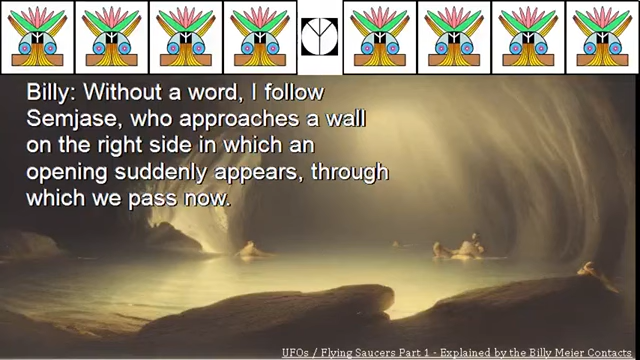 Billy: Without a word, I follow
Semjase, who approaches a wall
on the right side in which an
opening suddenly appears, through
which we pass now.
UFOs / Flying Saucers Part 1 - Explained by the Billy Meier Contacts